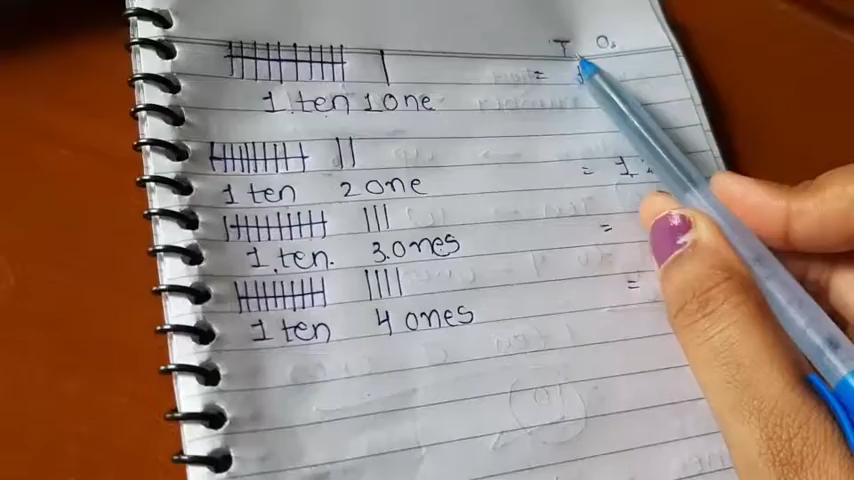 T O.
=
1 ten 1 One
1 ten 2 One = 1
1 ten. 3 Ones =
1 ten 4 ones =